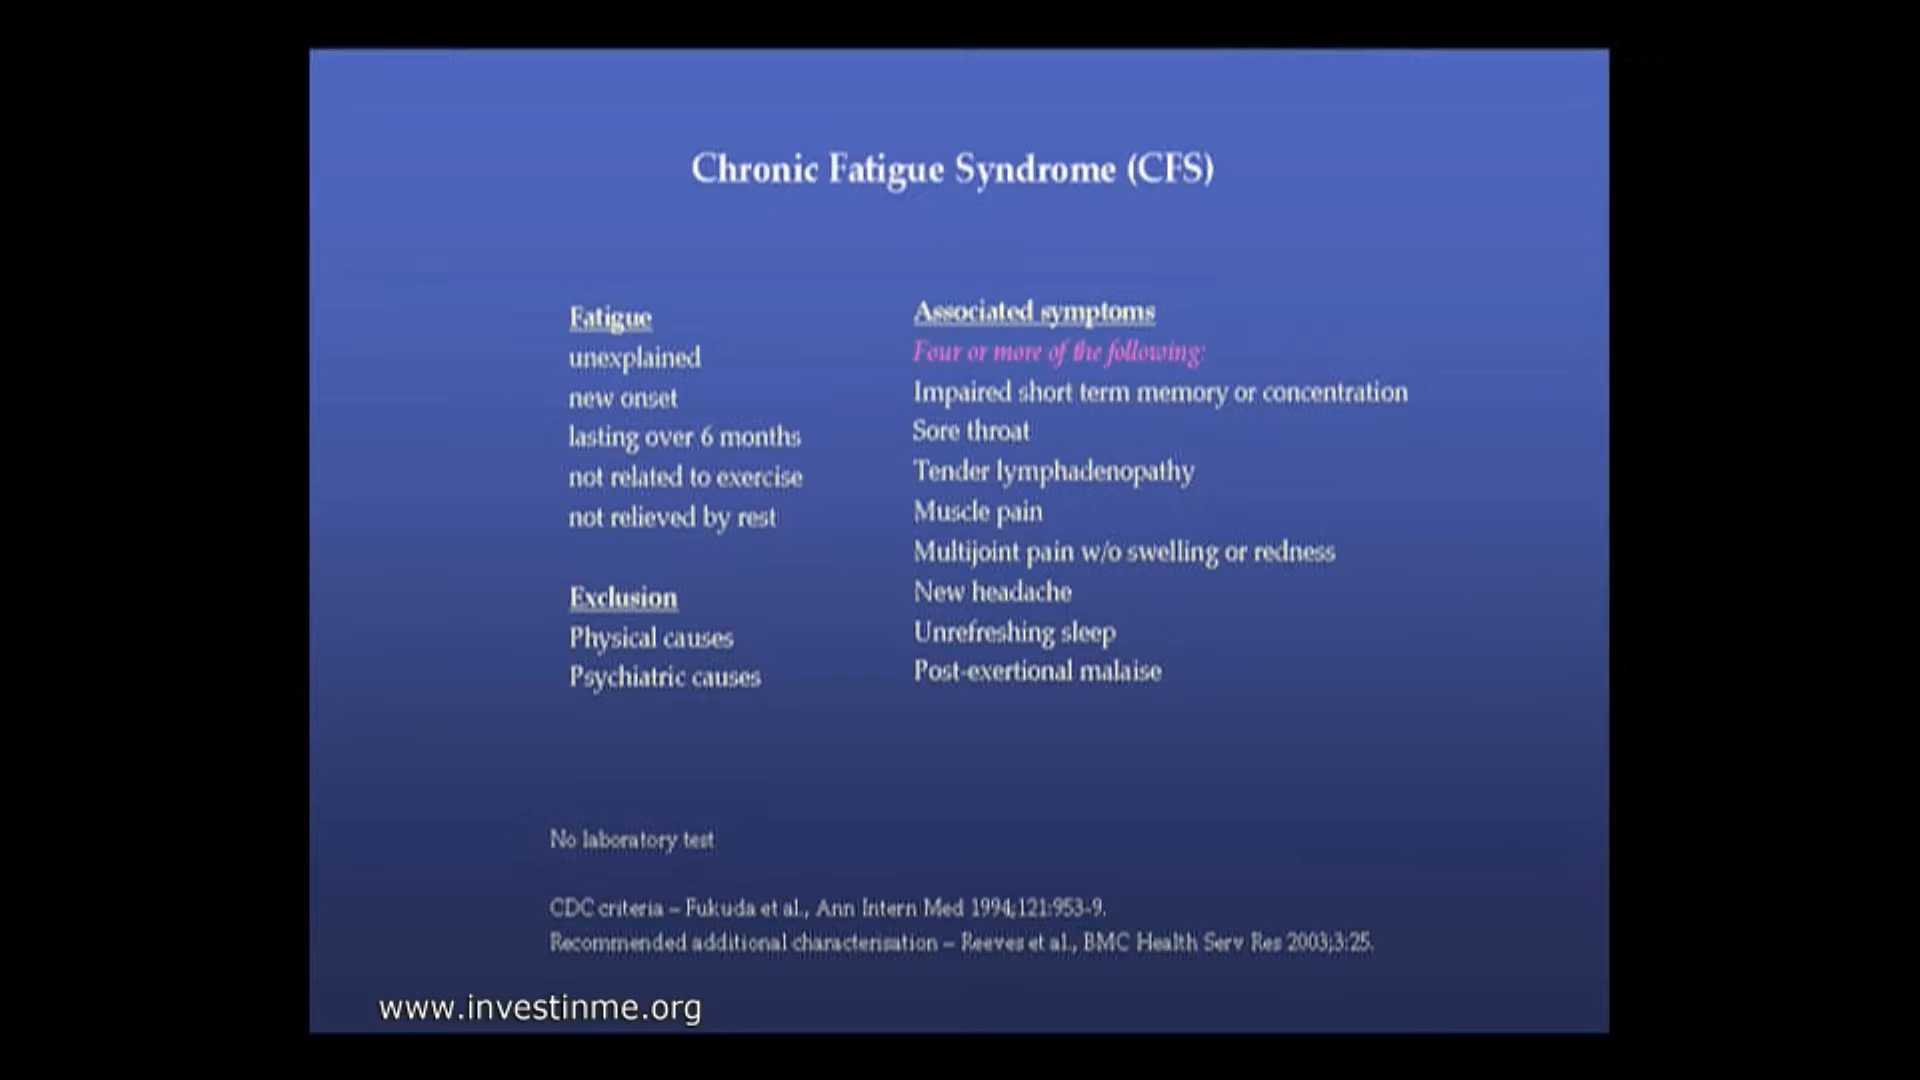 Chronic Fatigue Syndrome (CFS)
Fatigue
unexplained
new onset
lasting over 6 months
not related to exercise
not relieved by rest
Exclusion
Physical causes
Psychiatric causes
Associated symptoms
Four or more of the following:
Impaired short term memory or concentration
Sore throat
Tender lymphadenopathy
Muscle pain
Multijoint pain w/o swelling or redness
New headache
Unrefreshing sleep
Post-exertional malaise
No laboratory test
CDC criteria – Fukuda et al., Ann Intern Med 1994;121:953-9.
Recommended additional characterisation – Reeves et al., BMC Health Serv Res 2003;3:25.
www.investinme.org